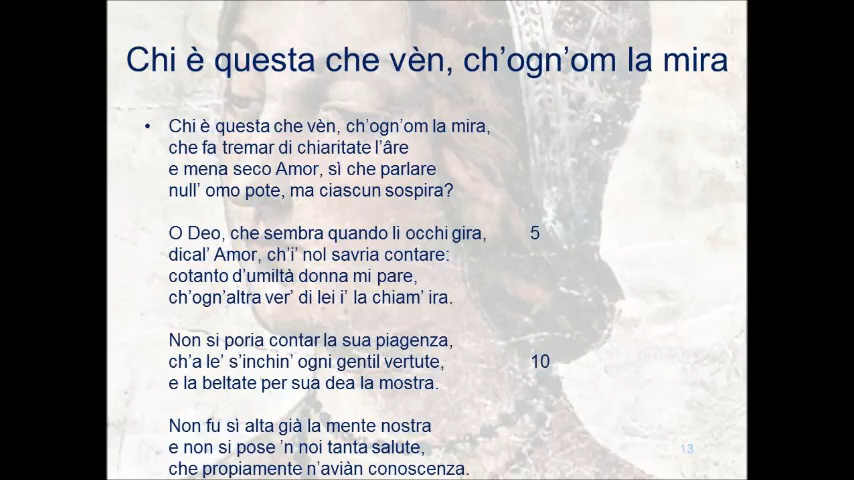 Chi è questa che vèn, ch’ogn’om la mira
• Chi è questa che vèn, ch’ogn’om la mira,
che fa tremar di chiaritate l’âre
e mena seco Amor, sì che parlare
null’ omo pote, ma ciascun sospira?
O Deo, che sembra quando li occhi gira, 5
dical’ Amor, ch’i’ nol savria contare:
cotanto d’umiltà donna mi pare,
ch’ogn’altra ver’ di lei i’ la chiam’ ira.
Non si poria contar la sua piagenza,
ch’a le’ s’inchin’ ogni gentil vertute, 10
e la beltate per sua dea la mostra.
Non fu sì alta già la mente nostra
e non si pose ’n noi tanta salute,
che propiamente n’aviàn conoscenza.
13